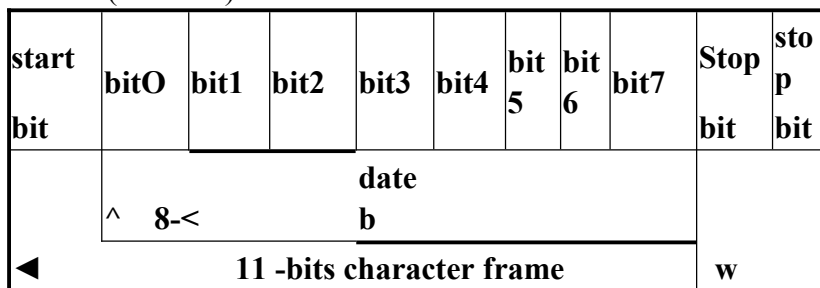 start bit bitO bit1 bit2 bit3 bit4 bit 5 bit 6 bit7 Stop bit sto p bit
date
^ 8-< b
◄ 11 -bits character frame w